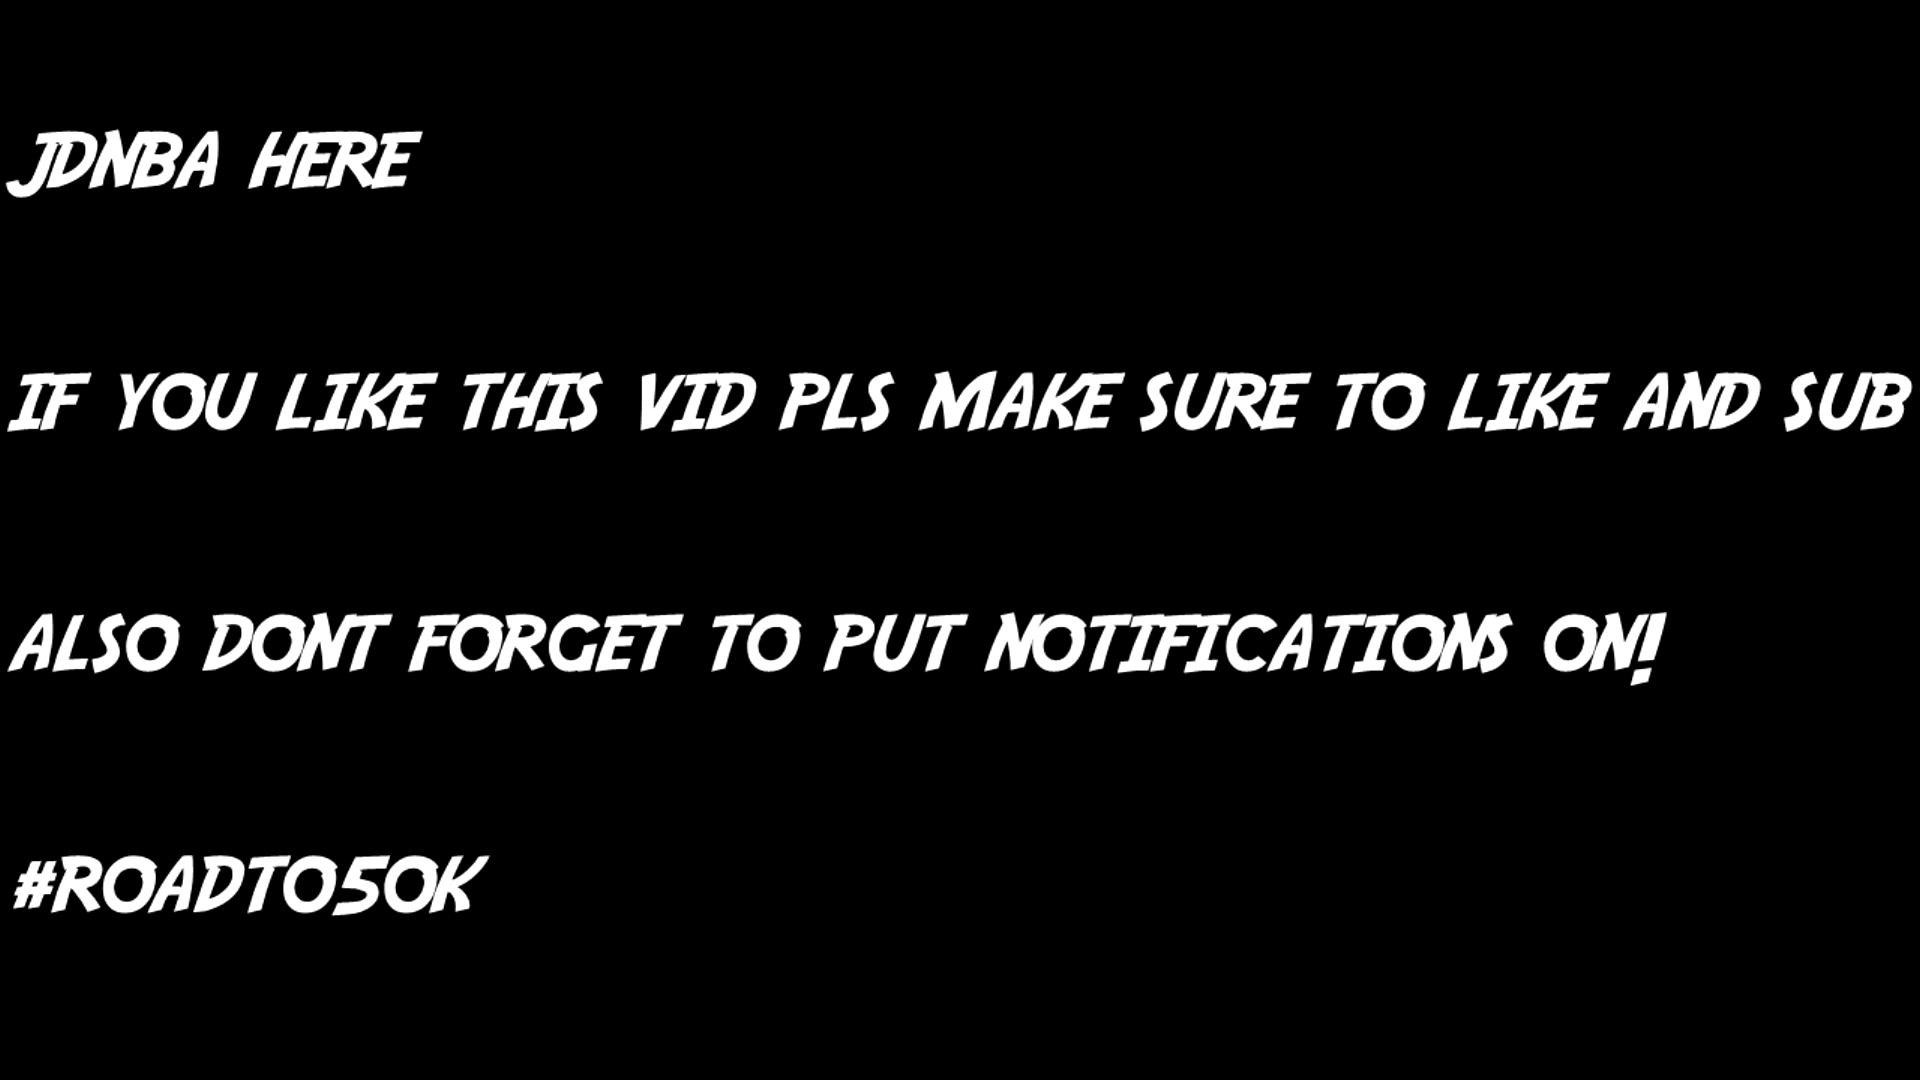 JDNBA HERE
IF YOU LIKE THIS VID PLS MAKE SURE TO LIKE AND SUB
ALSO DONT FORGET TO PUT NOTIFICATIONS ON!
#ROADTO50K